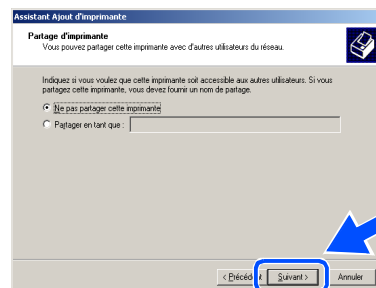 Assistant Ajout d'imprimante
Partage d'imprimante
Vous pouvez partager cette imprimante avec d'autres utilisateurs du réseau.
Indiquez si vous voulez que cette imprimante soit accessible aux autres utilisateurs. Si vous
partagez cette imprimante, vous devez fournir un nom de partage.
Ne pas partager cette imprimante
Partager en tant que :
< Précédent Suivant > Annuler